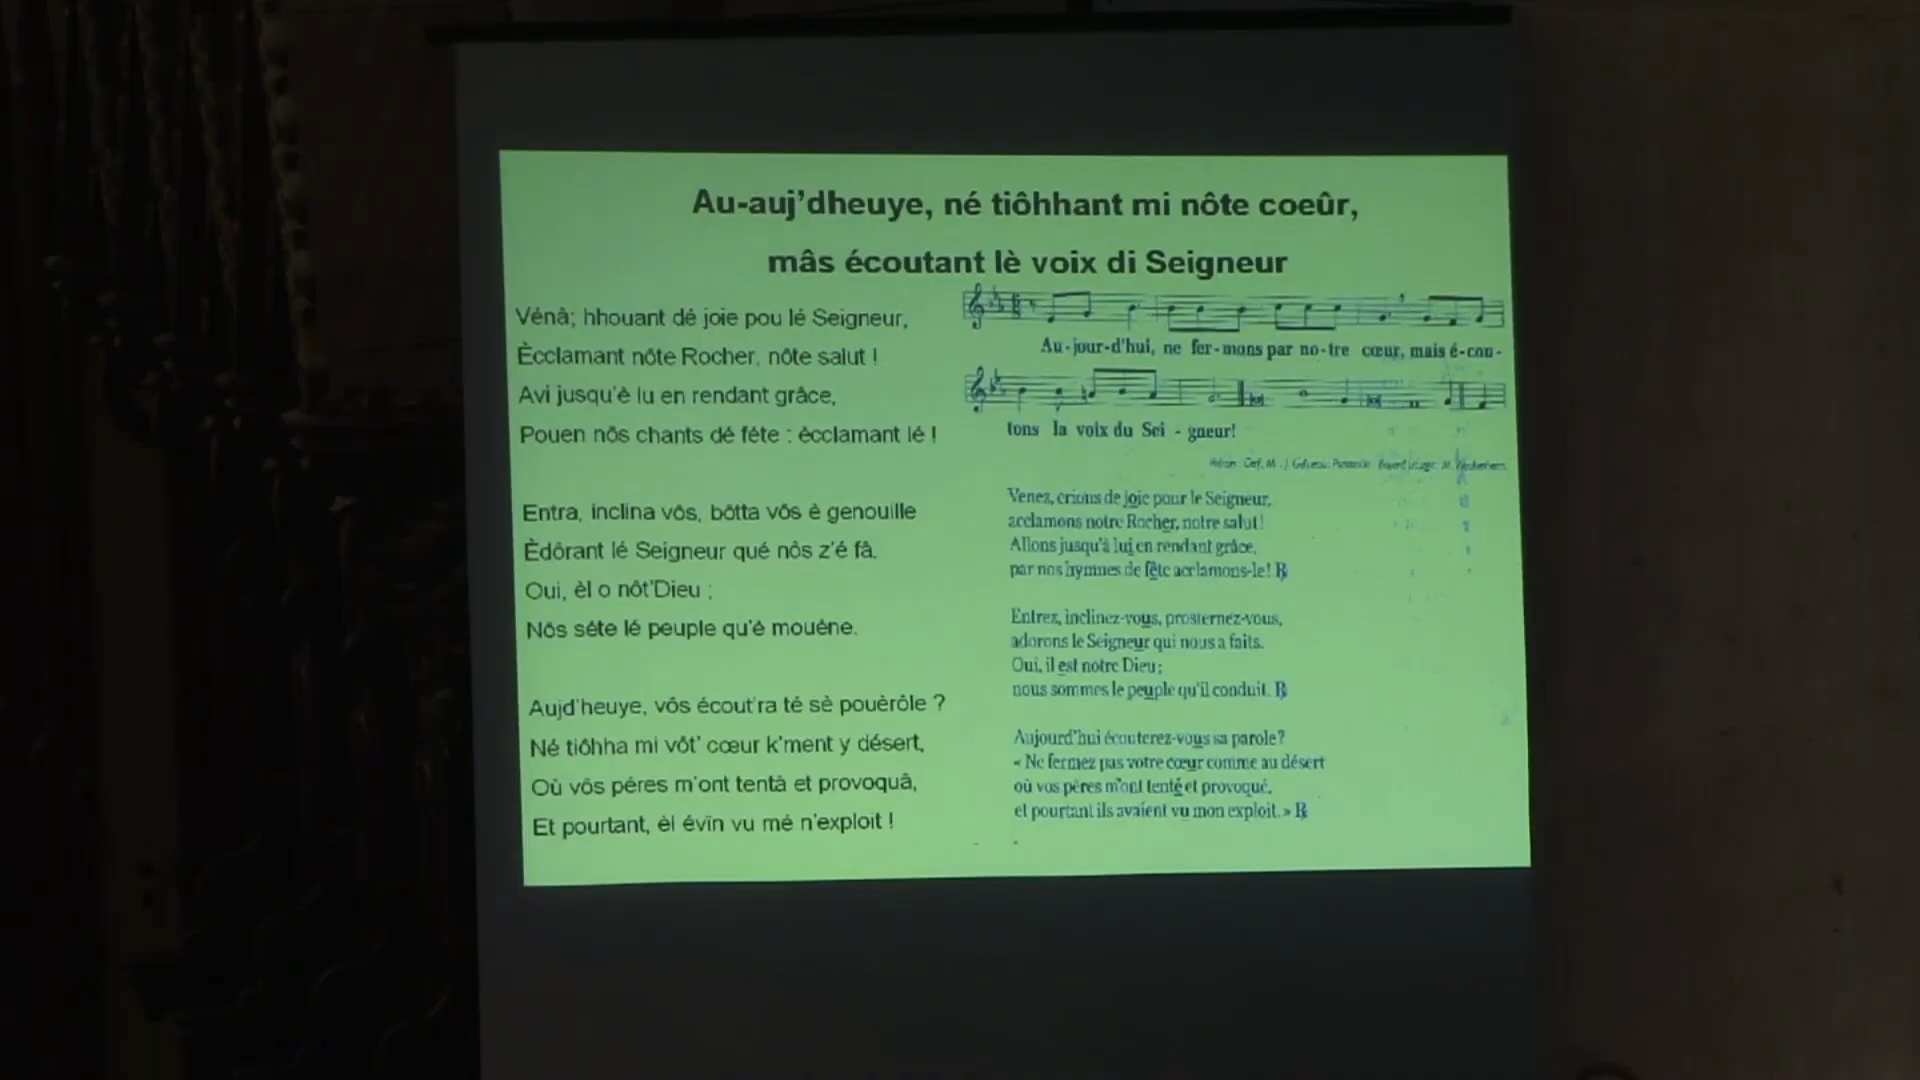 Au-auj’dheuye, né tiôhhant mi nôte coeûr,
mâs écoutant lè voix di Seigneur
Vénâ; hhouant dé joie pou lé Seigneur,
Ècclamant nôte Rocher, nôte salut !
Avi jusqu'è lu en rendant grâce,
Pouen nôs chants dé féte : ècclamant lé !
Entra, inclina vôs, bôtta vôs è genouille
Èdôrant lé Seigneur qué nôs z'é fâ.
Oui, èl o nôt'Dieu ;
Nôs séte lé peuple qu'é mouéne.
Aujd'heuye, vôs écout'ra té sè pouèrôle ?
Né tiôhha mi vôt' cœur k'ment y désert,
Où vôs péres m'ont tentà et provoquâ,
Et pourtant, èl évïn vu mé n'exploit !
Au-jour-d'hui, ne fer-mons par no-tre cœur, mais é-cou-
tons la voix du Sei - gneur!
Venez, crions de joie pour le Seigneur,
acclamons notre Rocher, notre salut!
Allons jusqu'à lui en rendant grâce,
par nos hymnes de fête acclamons-le! ℟
Entrez, inclinez-vous, prosternez-vous,
adorons le Seigneur qui nous a faits.
Oui, il est notre Dieu;
nous sommes le peuple qu'il conduit. ℟
Aujourd'hui écouterez-vous sa parole?
« Ne fermez pas votre cœur comme au désert
où vos pères m'ont tenté et provoqué,
et pourtant ils avaient vu mon exploit. » ℟